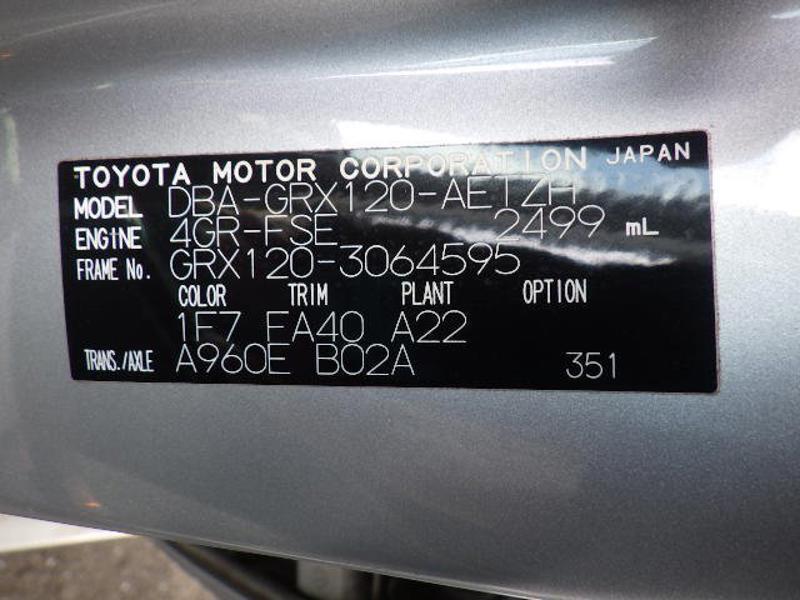 TOYOTA MOTOR CORPORATION JAPAN
MODEL DBA-GRX120-AETZH
ENGINE 4GR-FSE 2499 mL
FRAME No. GRX120-3064595
COLOR TRIM PLANT OPTION
1F7 FA40 A22
TRANS./AXLE A960E B02A 351